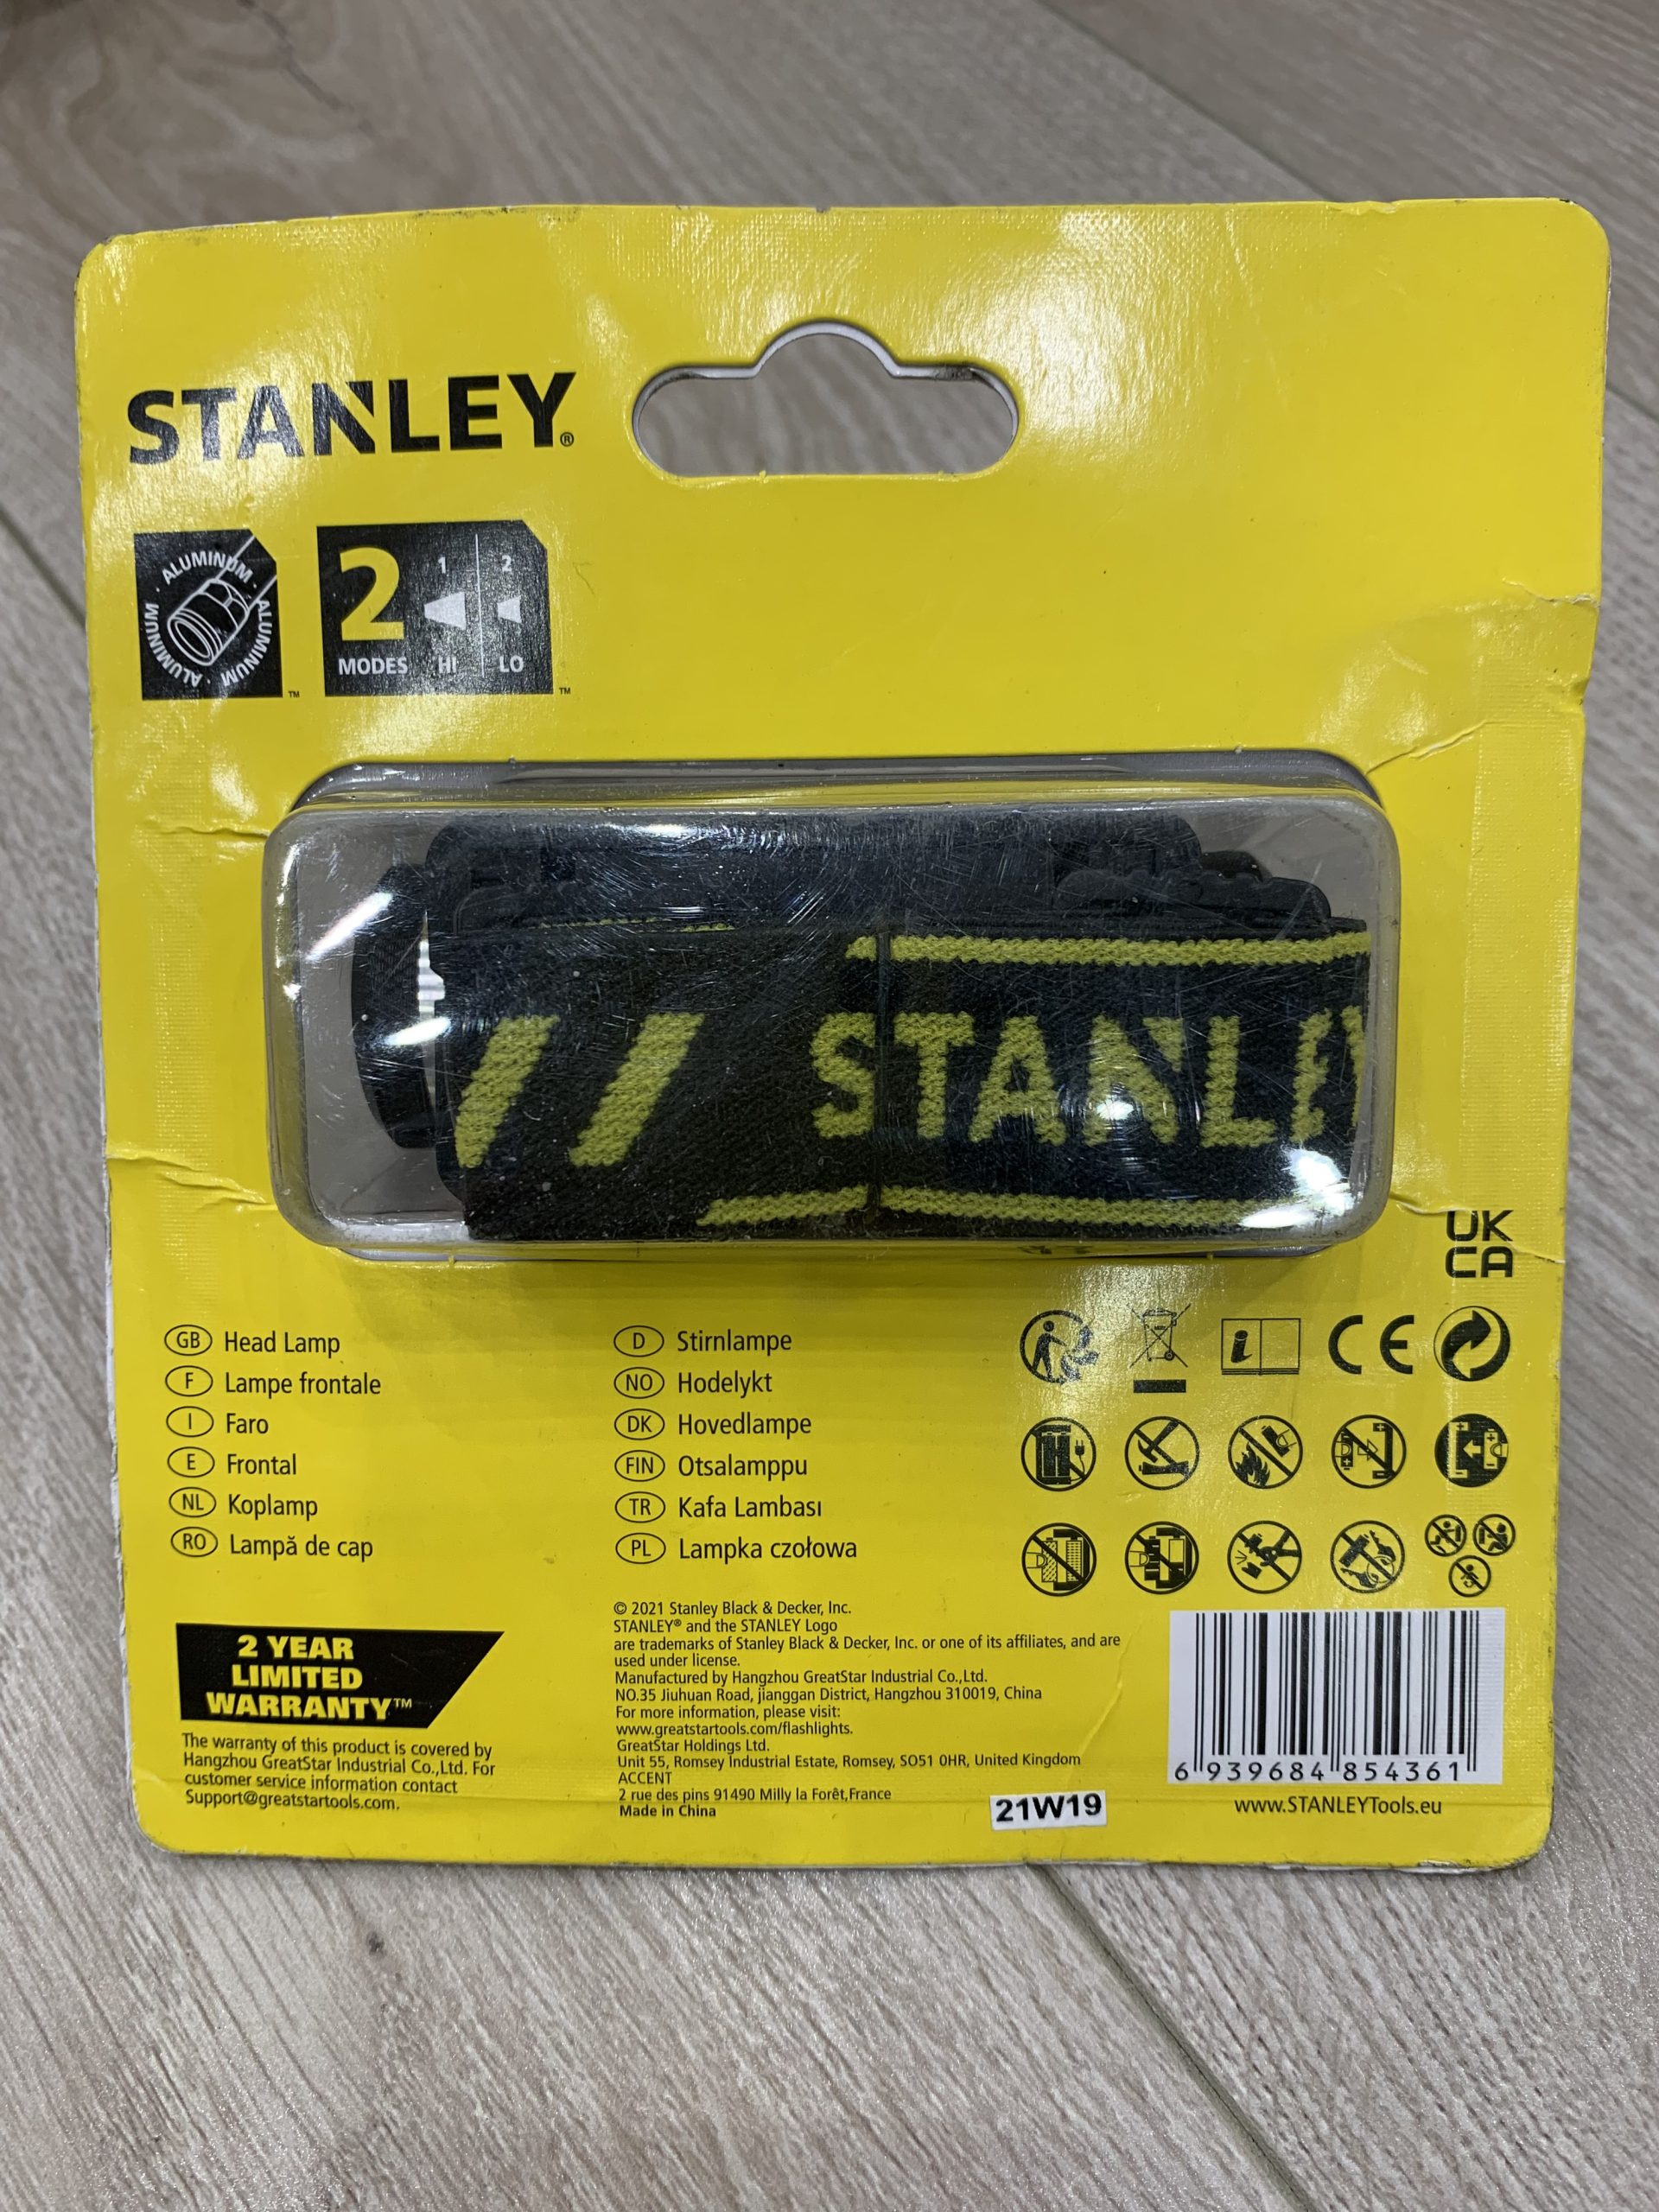 STANLEY®
ALUMINUM · ALUMINUM · ALUMINUM ·
™
2
MODES
1
HI
2
LO
™
// STANLEY
UK
CA
GB Head Lamp
F Lampe frontale
I Faro
E Frontal
NL Koplamp
RO Lampă de cap
D Stirnlampe
NO Hodelykt
DK Hovedlampe
FIN Otsalamppu
TR Kafa Lambası
PL Lampka czołowa
i
CE
2 YEAR
LIMITED
WARRANTY™
The warranty of this product is covered by
Hangzhou GreatStar Industrial Co.,Ltd. For
customer service information contact
Support@greatstartools.com.
© 2021 Stanley Black & Decker, Inc.
STANLEY® and the STANLEY Logo
are trademarks of Stanley Black & Decker, Inc. or one of its affiliates, and are
used under license.
Manufactured by Hangzhou GreatStar Industrial Co.,Ltd.
NO.35 Jiuhuan Road, jianggan District, Hangzhou 310019, China
For more information, please visit:
www.greatstartools.com/flashlights.
GreatStar Holdings Ltd.
Unit 55, Romsey Industrial Estate, Romsey, SO51 0HR, United Kingdom
ACCENT
2 rue des pins 91490 Milly la Forêt,France
Made in China
21W19
6 939684 854361
www.STANLEYTools.eu